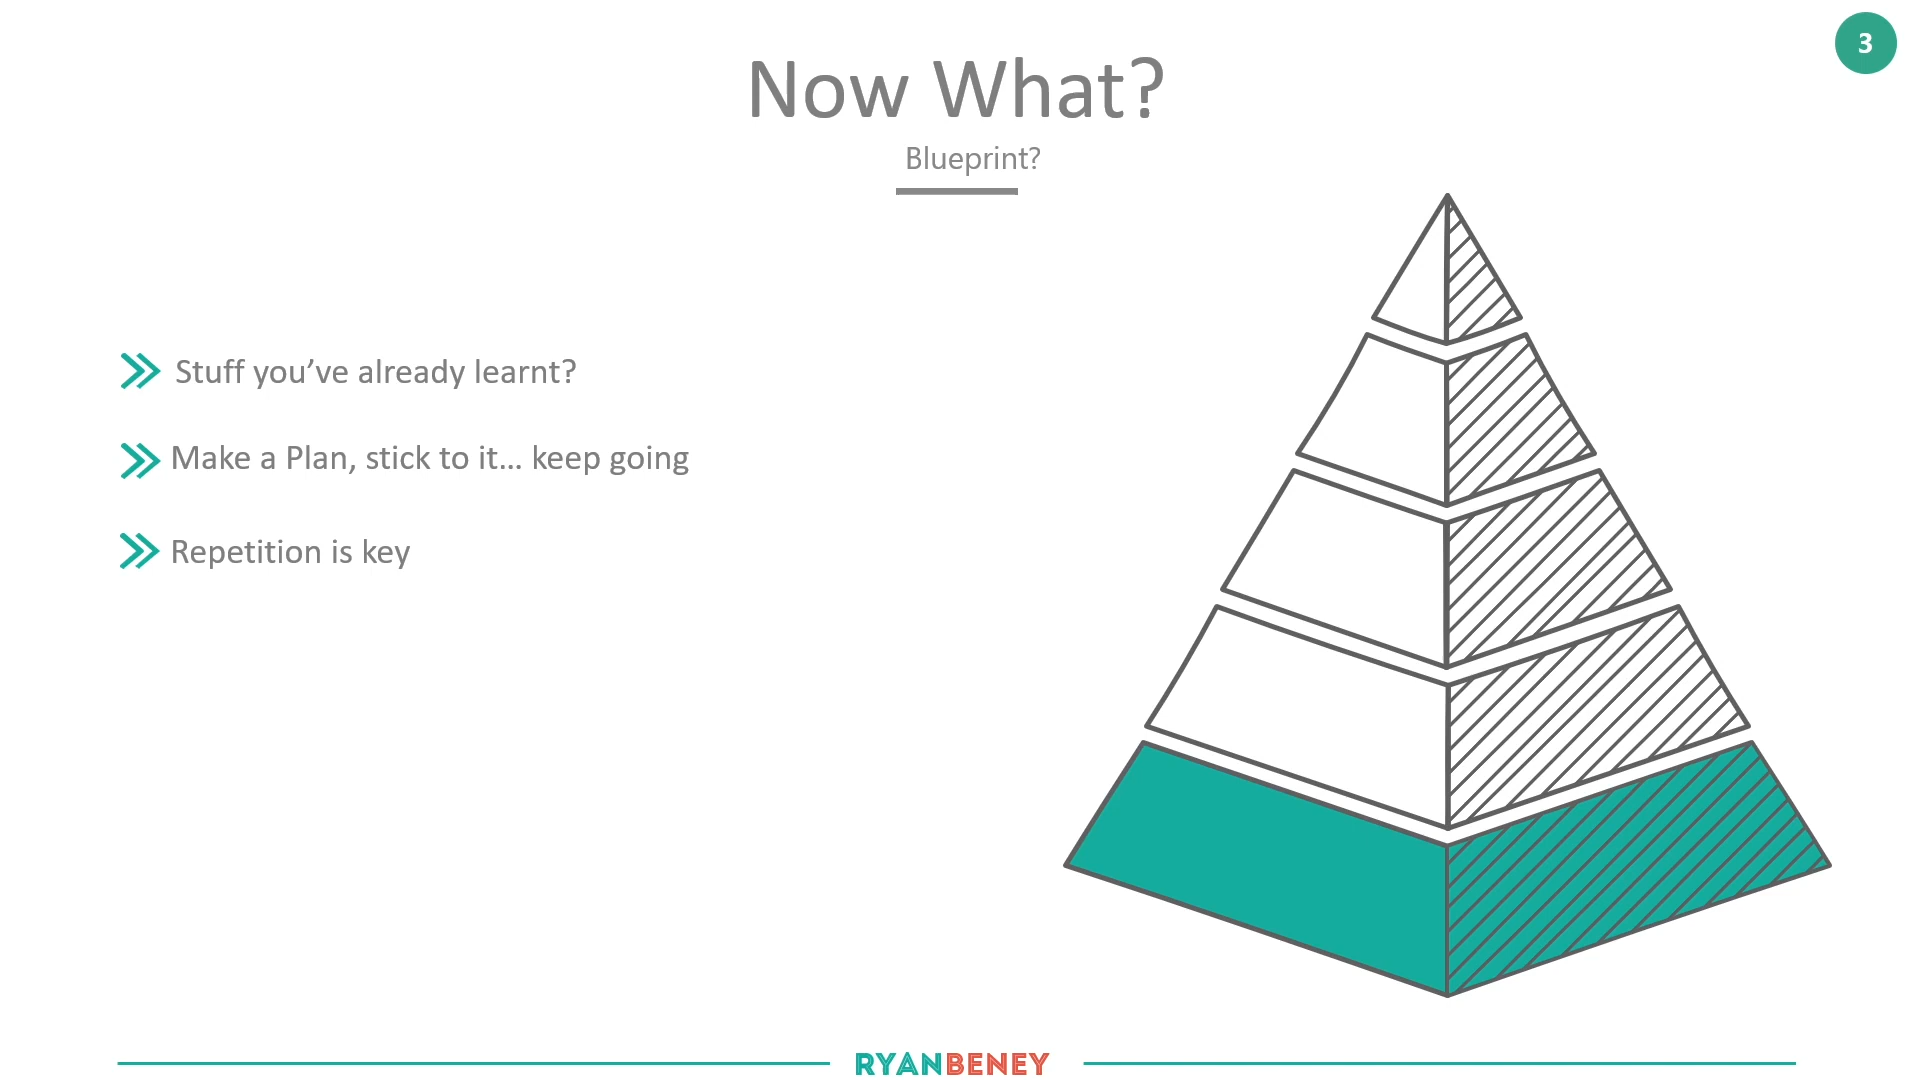 3
Now What?
Blueprint?
Stuff you’ve already learnt?
Make a Plan, stick to it… keep going
Repetition is key
RYANBENEY